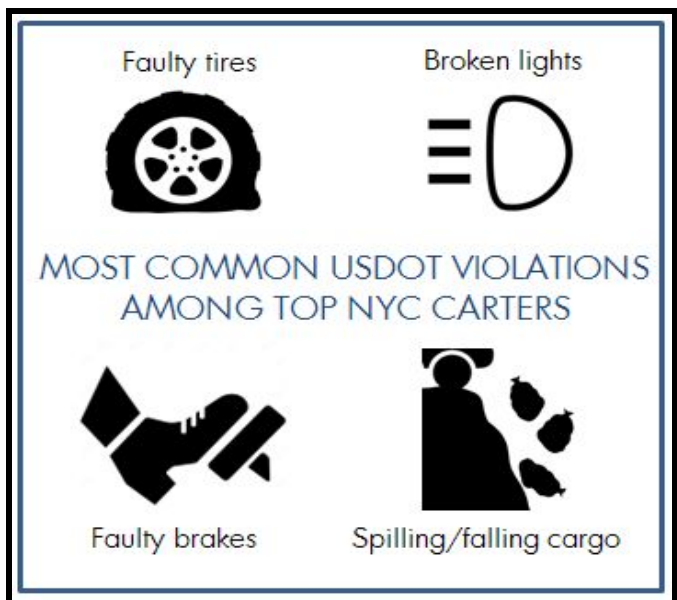 Faulty tires
Broken lights
MOST COMMON USDOT VIOLATIONS
AMONG TOP NYC CARTERS
Faulty brakes
Spilling/falling cargo